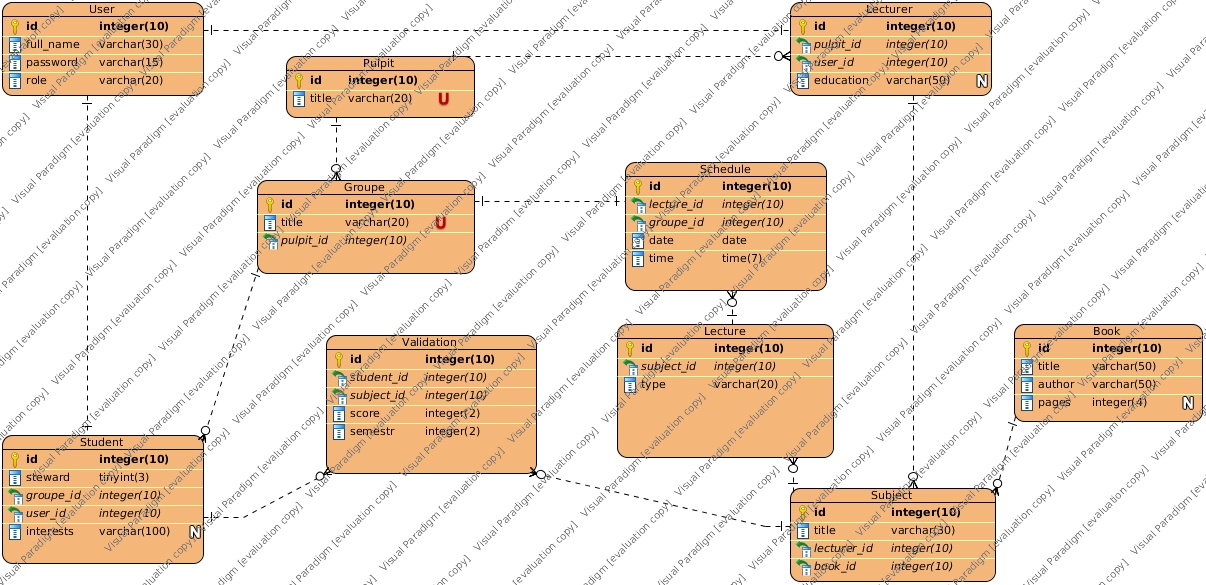 User
id integer(10)
full_name varchar(30)
password varchar(15)
role varchar(20)
Lecturer
id integer(10)
pulpit_id integer(10)
user_id integer(10)
education varchar(50) N
Pulpit
id integer(10)
title varchar(20) U
Groupe
id integer(10)
title varchar(20) U
pulpit_id integer(10)
Schedule
id integer(10)
lecture_id integer(10)
groupe_id integer(10)
date date
time time(7)
Validation
id integer(10)
student_id integer(10)
subject_id integer(10)
score integer(2)
semestr integer(2)
Lecture
id integer(10)
subject_id integer(10)
type varchar(20)
Book
id integer(10)
title varchar(50)
author varchar(50)
pages integer(4) N
Student
id integer(10)
steward tinyint(3)
groupe_id integer(10)
user_id integer(10)
interests varchar(100) N
Subject
id integer(10)
title varchar(30)
lecturer_id integer(10)
book_id integer(10)
Visual Paradigm [evaluation copy]